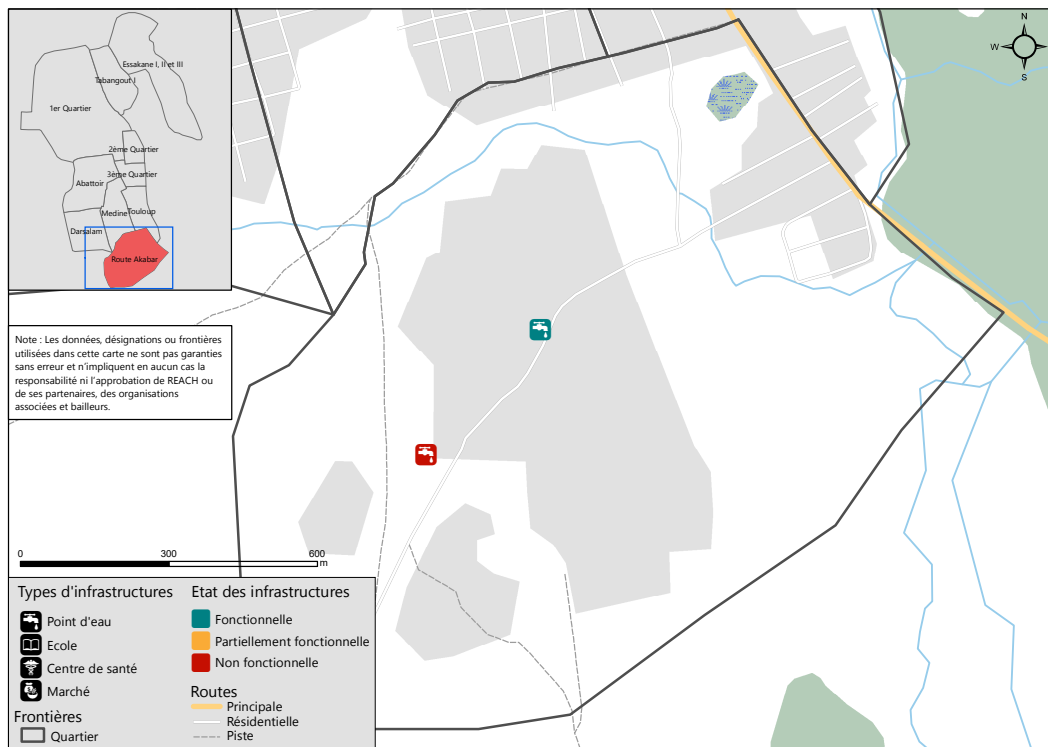 Essakane I, II et III
Tabangout I
1er Quartier
2ème Quartier
3ème Quartier
Abattoir
Medine
Touloup
Darsalam
Route Akabar
N
W
S
Note : Les données, désignations ou frontières
utilisées dans cette carte ne sont pas garanties
sans erreur et n'impliquent en aucun cas la
responsabilité ni l'approbation de REACH ou
de ses partenaires, des organisations
associées et bailleurs.
0 300 600
m
Types d'infrastructures
Point d'eau
Ecole
Centre de santé
Marché
Frontières
Quartier
Etat des infrastructures
Fonctionnelle
Partiellement fonctionnelle
Non fonctionnelle
Routes
Principale
Résidentielle
Piste